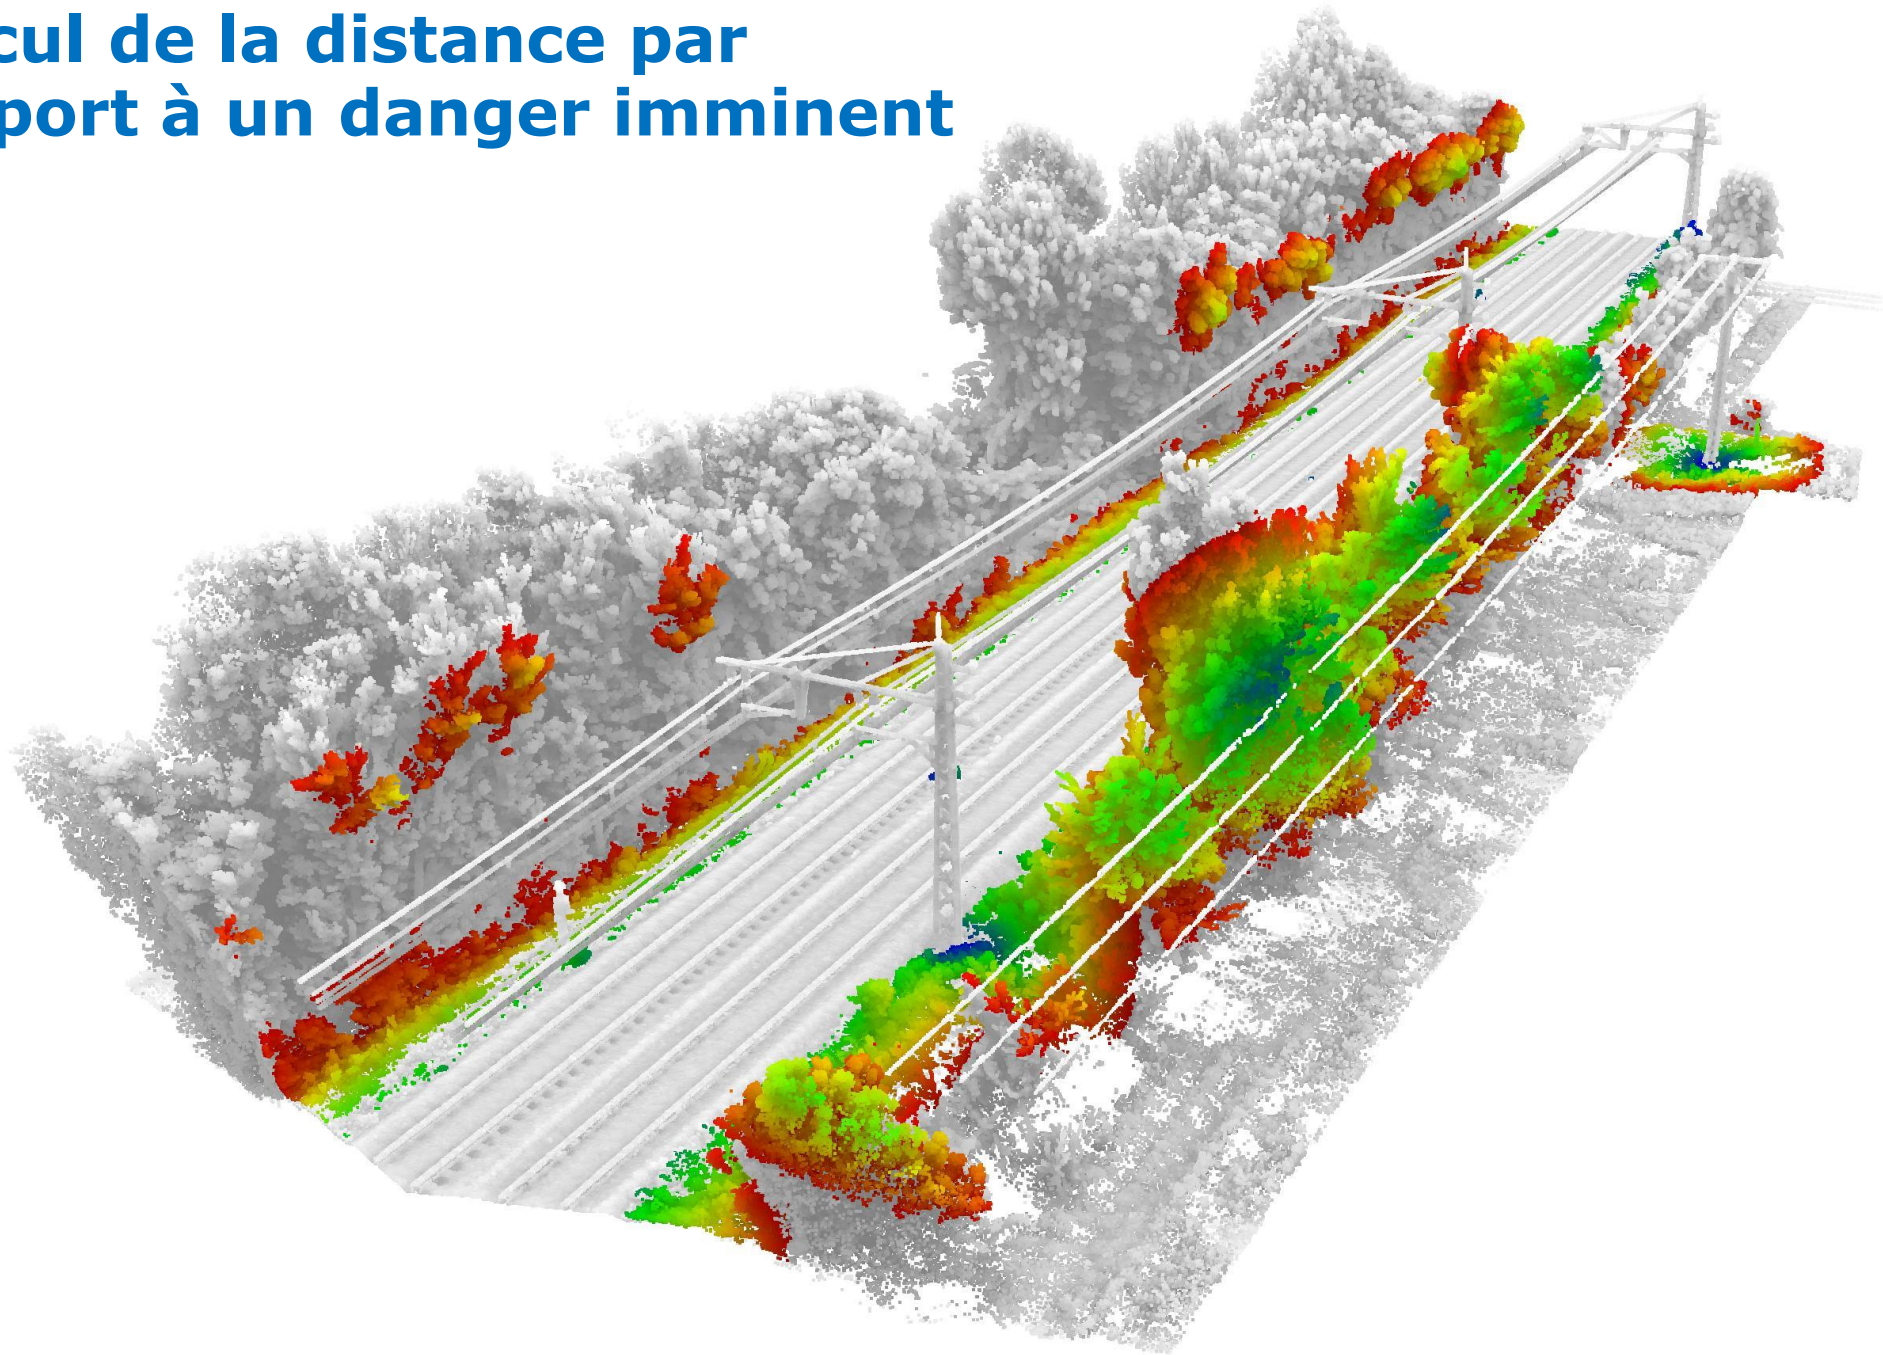 cul de la distance par
port à un danger imminent